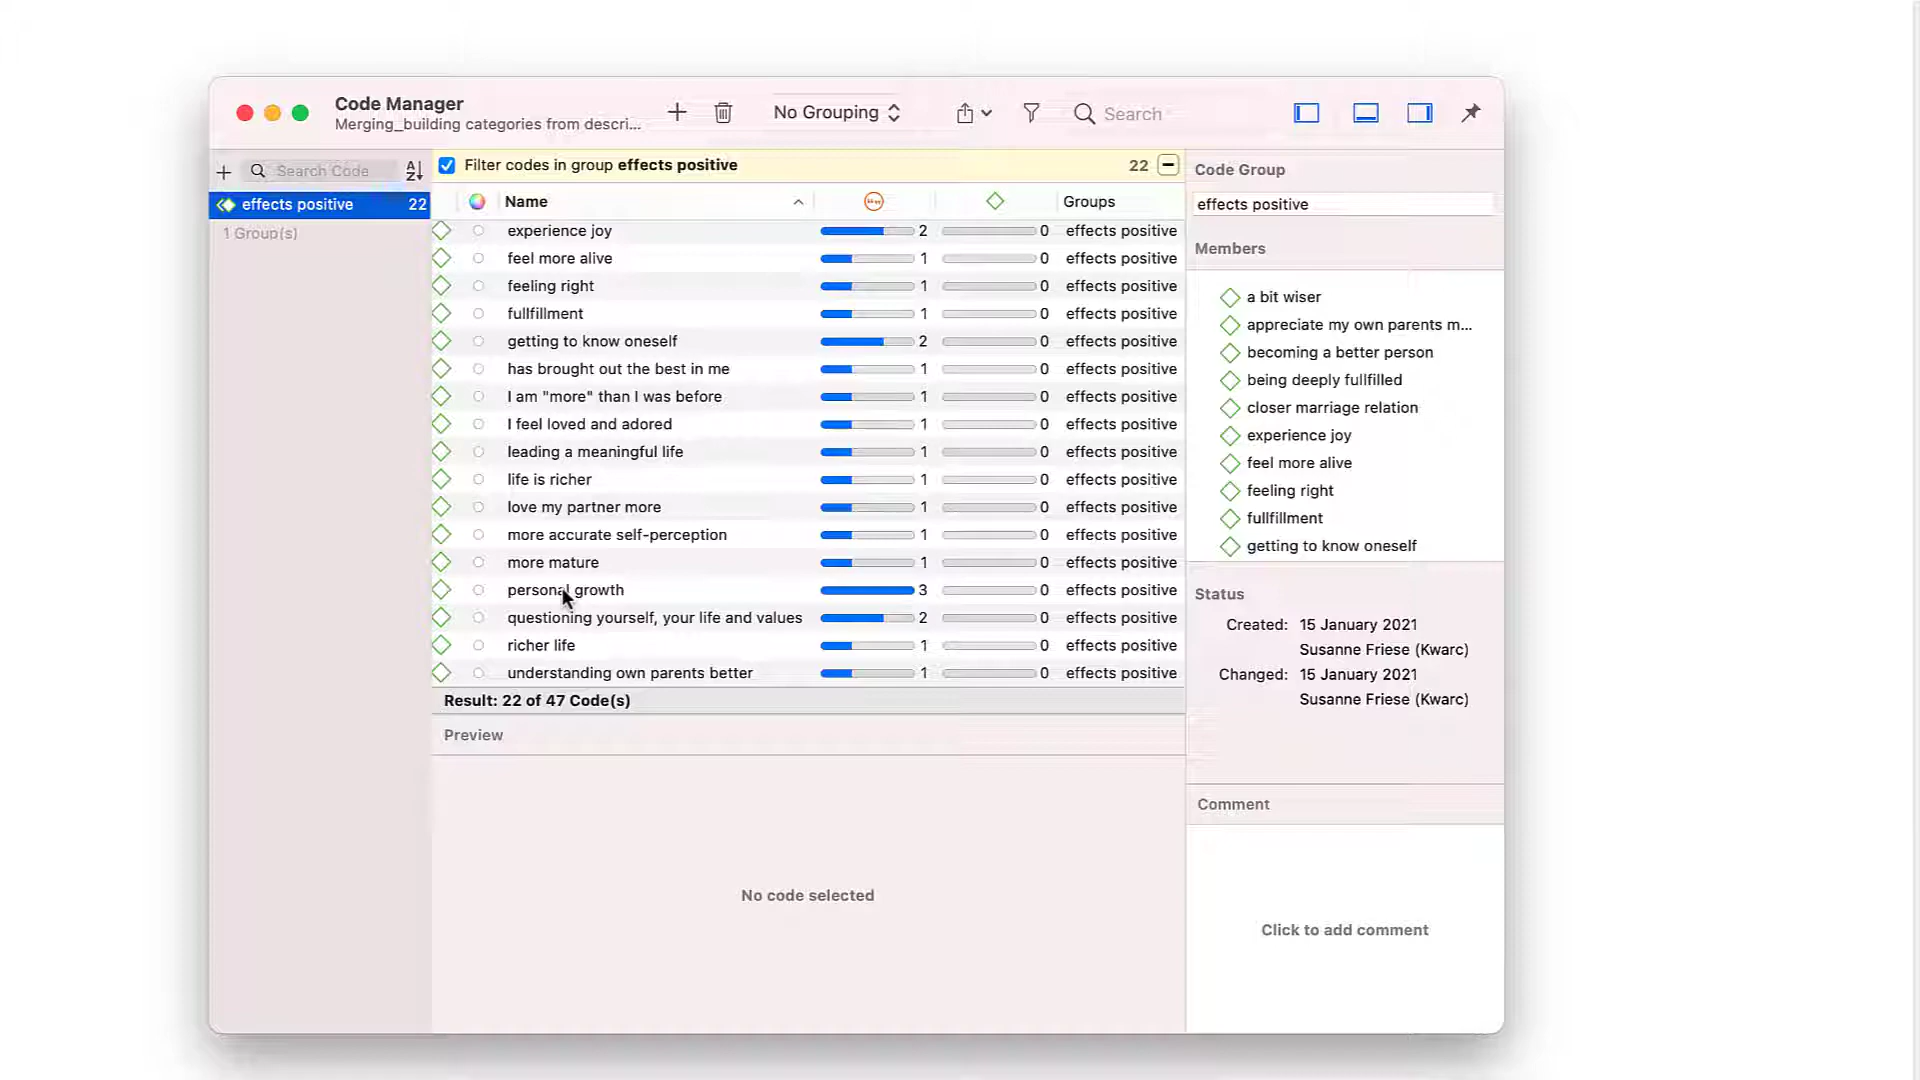 Code Manager
Merging_building categories from descri...
No Grouping
Search
Search Code
A
Z
effects positive 22
1 Group(s)
Filter codes in group effects positive 22
Name Groups
experience joy 2 0 effects positive
feel more alive 1 0 effects positive
feeling right 1 0 effects positive
fullfillment 1 0 effects positive
getting to know oneself 2 0 effects positive
has brought out the best in me 1 0 effects positive
I am "more" than I was before 1 0 effects positive
I feel loved and adored 1 0 effects positive
leading a meaningful life 1 0 effects positive
life is richer 1 0 effects positive
love my partner more 1 0 effects positive
more accurate self-perception 1 0 effects positive
more mature 1 0 effects positive
personal growth 3 0 effects positive
questioning yourself, your life and values 2 0 effects positive
richer life 1 0 effects positive
understanding own parents better 1 0 effects positive
Result: 22 of 47 Code(s)
Preview
No code selected
Code Group
effects positive
Members
a bit wiser
appreciate my own parents m...
becoming a better person
being deeply fullfilled
closer marriage relation
experience joy
feel more alive
feeling right
fullfillment
getting to know oneself
Status
Created: 15 January 2021
Susanne Friese (Kwarc)
Changed: 15 January 2021
Susanne Friese (Kwarc)
Comment
Click to add comment